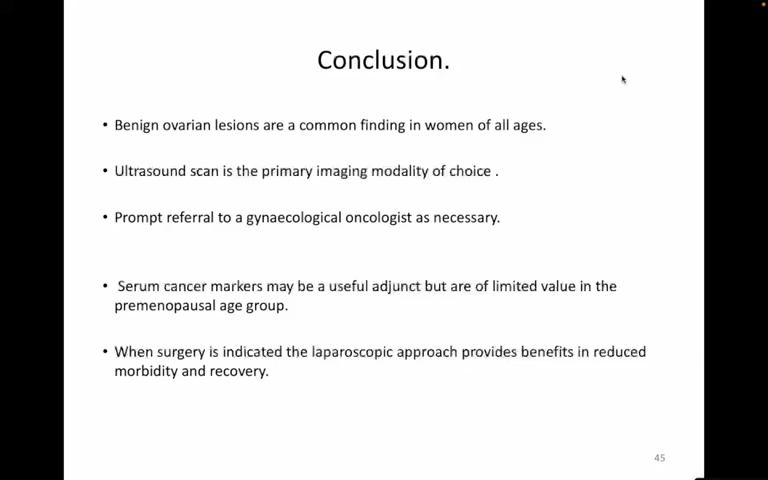 Conclusion.
• Benign ovarian lesions are a common finding in women of all ages.
• Ultrasound scan is the primary imaging modality of choice .
• Prompt referral to a gynaecological oncologist as necessary.
• Serum cancer markers may be a useful adjunct but are of limited value in the
premenopausal age group.
• When surgery is indicated the laparoscopic approach provides benefits in reduced
morbidity and recovery.
45